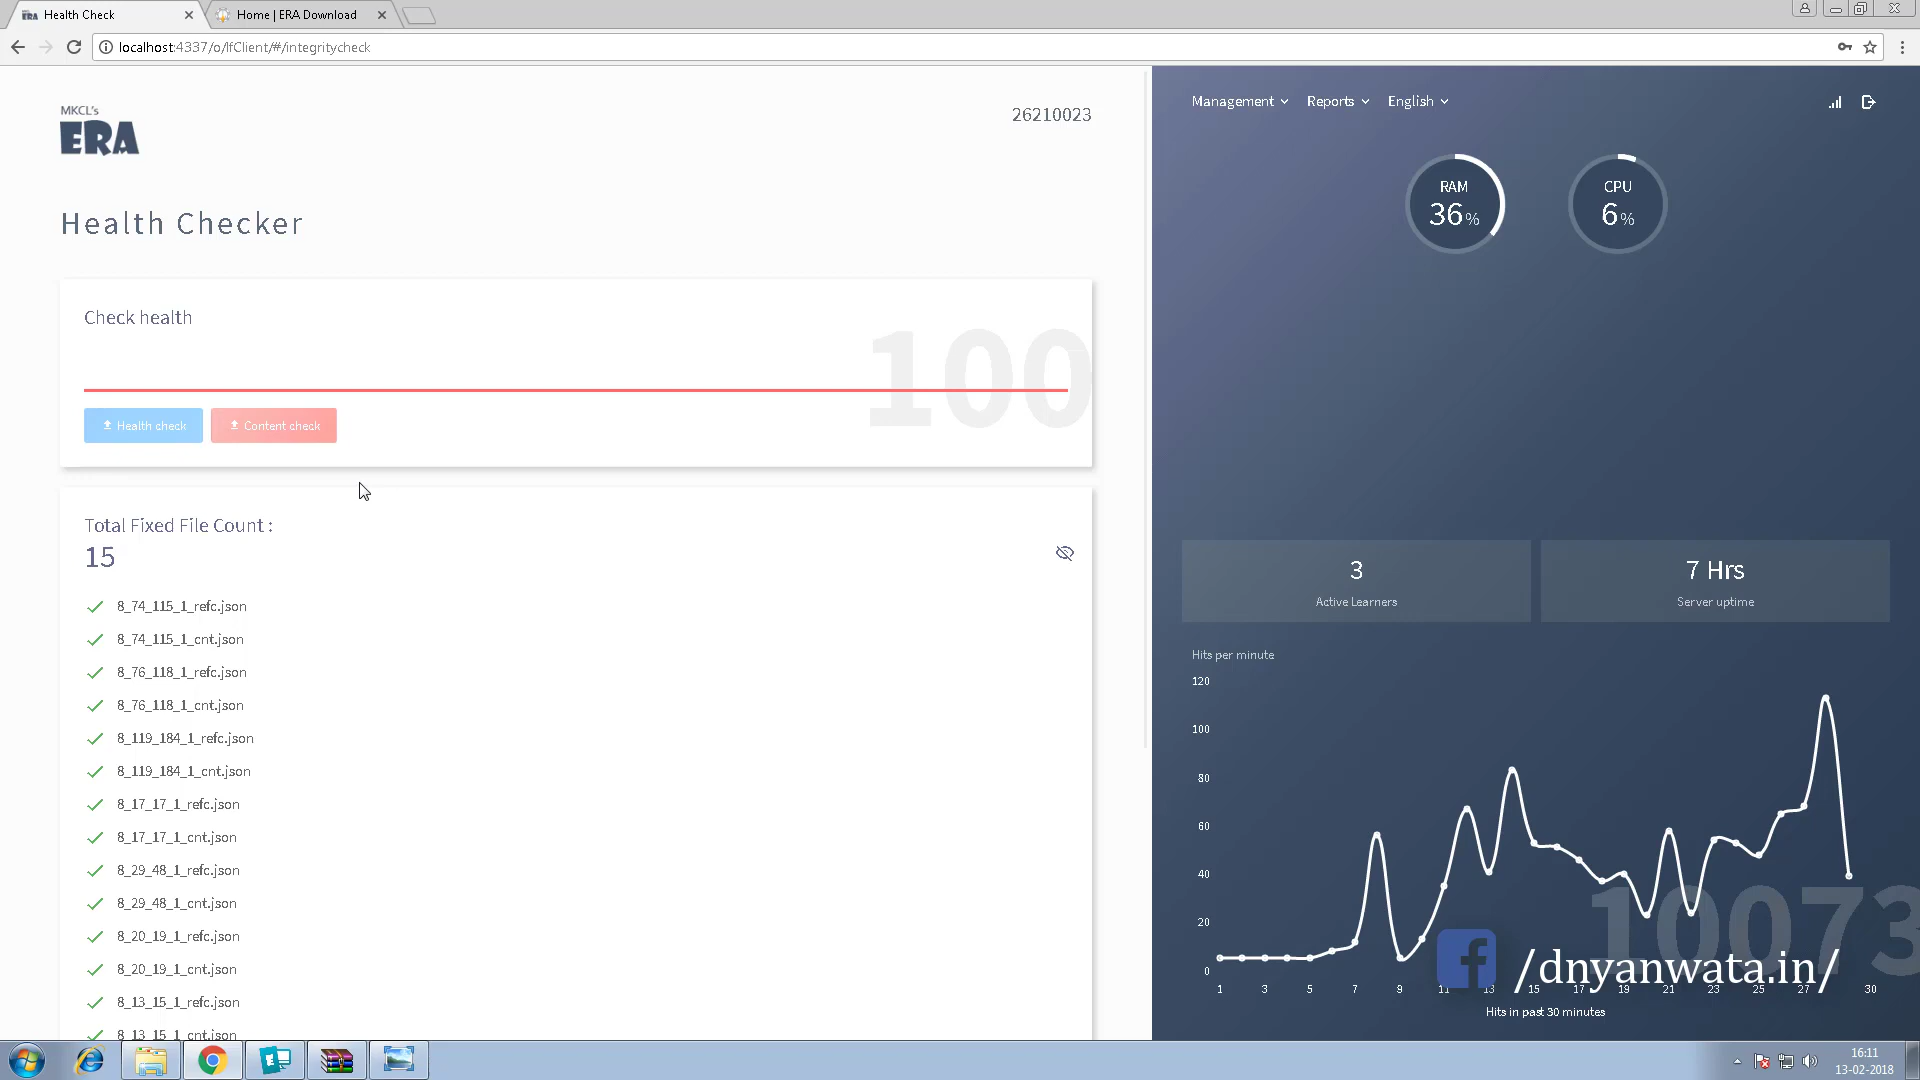 Health Check
Home | ERA Download
localhost:4337/o/lfClient/#/integritycheck
MKCL's
ERA
26210023
Health Checker
Check health
100
Health check
Content check
Total Fixed File Count :
15
8_74_115_1_refc.json
8_74_115_1_cnt.json
8_76_118_1_refc.json
8_76_118_1_cnt.json
8_119_184_1_refc.json
8_119_184_1_cnt.json
8_17_17_1_refc.json
8_17_17_1_cnt.json
8_29_48_1_refc.json
8_29_48_1_cnt.json
8_20_19_1_refc.json
8_20_19_1_cnt.json
8_13_15_1_refc.json
8_13_15_1_cnt.json
Management
Reports
English
RAM
36%
CPU
6%
3
Active Learners
7 Hrs
Server uptime
Hits per minute
120
100
80
60
40
20
0
1 3 5 7 9 11 13 15 17 19 21 23 25 27 30
Hits in past 30 minutes
10073
/dnyanwata.in/
16:11
13-02-2018